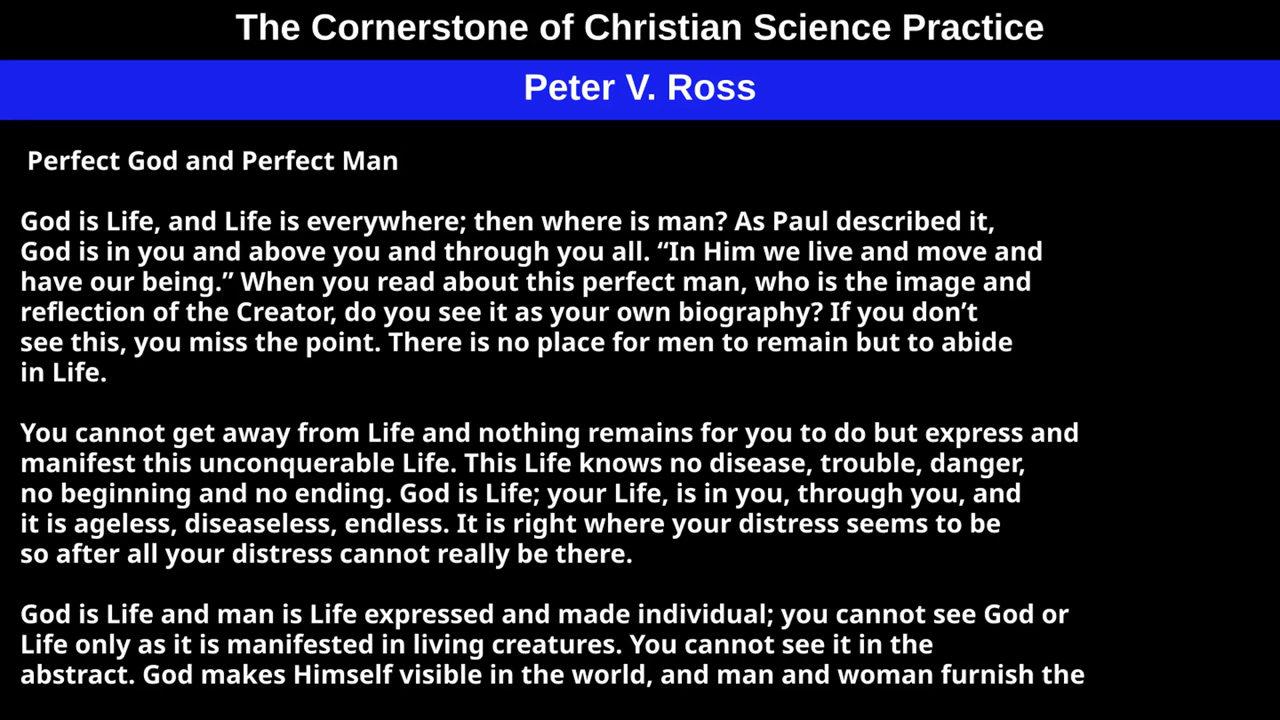 The Cornerstone of Christian Science Practice
Peter V. Ross
Perfect God and Perfect Man
God is Life, and Life is everywhere; then where is man? As Paul described it,
God is in you and above you and through you all. “In Him we live and move and
have our being.” When you read about this perfect man, who is the image and
reflection of the Creator, do you see it as your own biography? If you don’t
see this, you miss the point. There is no place for men to remain but to abide
in Life.
You cannot get away from Life and nothing remains for you to do but express and
manifest this unconquerable Life. This Life knows no disease, trouble, danger,
no beginning and no ending. God is Life; your Life, is in you, through you, and
it is ageless, diseaseless, endless. It is right where your distress seems to be
so after all your distress cannot really be there.
God is Life and man is Life expressed and made individual; you cannot see God or
Life only as it is manifested in living creatures. You cannot see it in the
abstract. God makes Himself visible in the world, and man and woman furnish the